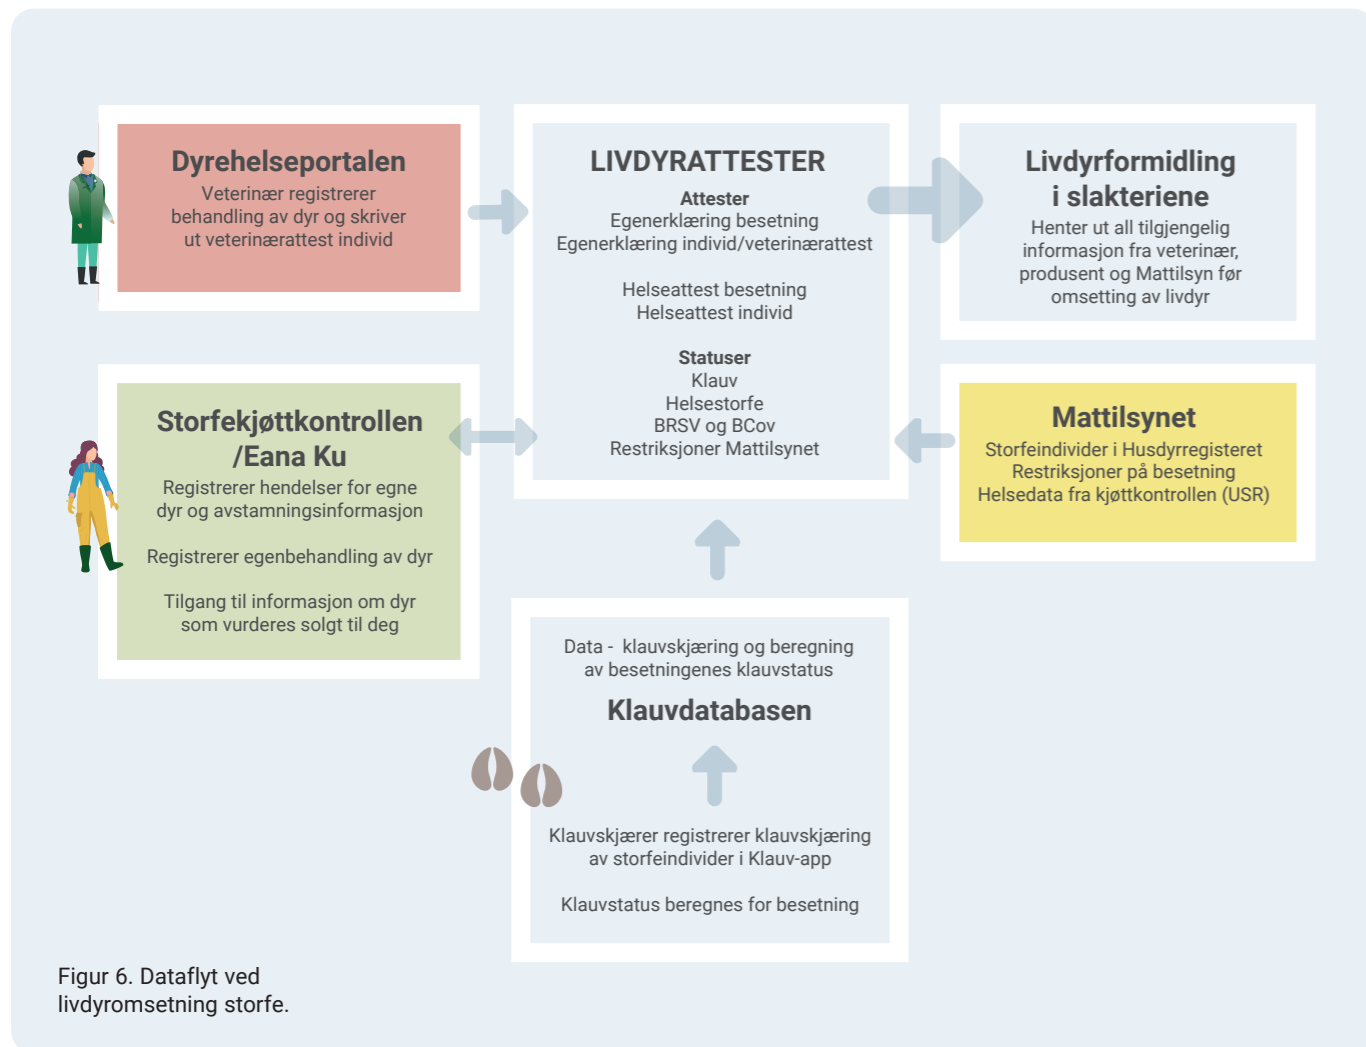 Dyrehelseportalen
Veterinær registrerer
behandling av dyr og skriver
ut veterinærattest individ
LIVDYRATTESTER
Attester
Egenerklæring besetning
Egenerklæring individ/veterinærattest
Helseattest besetning
Helseattest individ
Statuser
Klauv
Helsestorfe
BRSV og BCov
Restriksjoner Mattilsynet
Livdyrformidling
i slakteriene
Henter ut all tilgjengelig
informasjon fra veterinær,
produsent og Mattilsyn før
omsetting av livdyr
Storfekjøttkontrollen
/Eana Ku
Registrerer hendelser for egne
dyr og avstamningsinformasjon
Registrerer egenbehandling av dyr
Tilgang til informasjon om dyr
som vurderes solgt til deg
Mattilsynet
Storfeindivider i Husdyrregisteret
Restriksjoner på besetning
Helsedata fra kjøttkontrollen (USR)
Data - klauvskjæring og beregning
av besetningenes klauvstatus
Klauvdatabasen
Klauvskjærer registrerer klauvskjæring
av storfeindivider i Klauv-app
Klauvstatus beregnes for besetning
Figur 6. Dataflyt ved
livdyromsetning storfe.